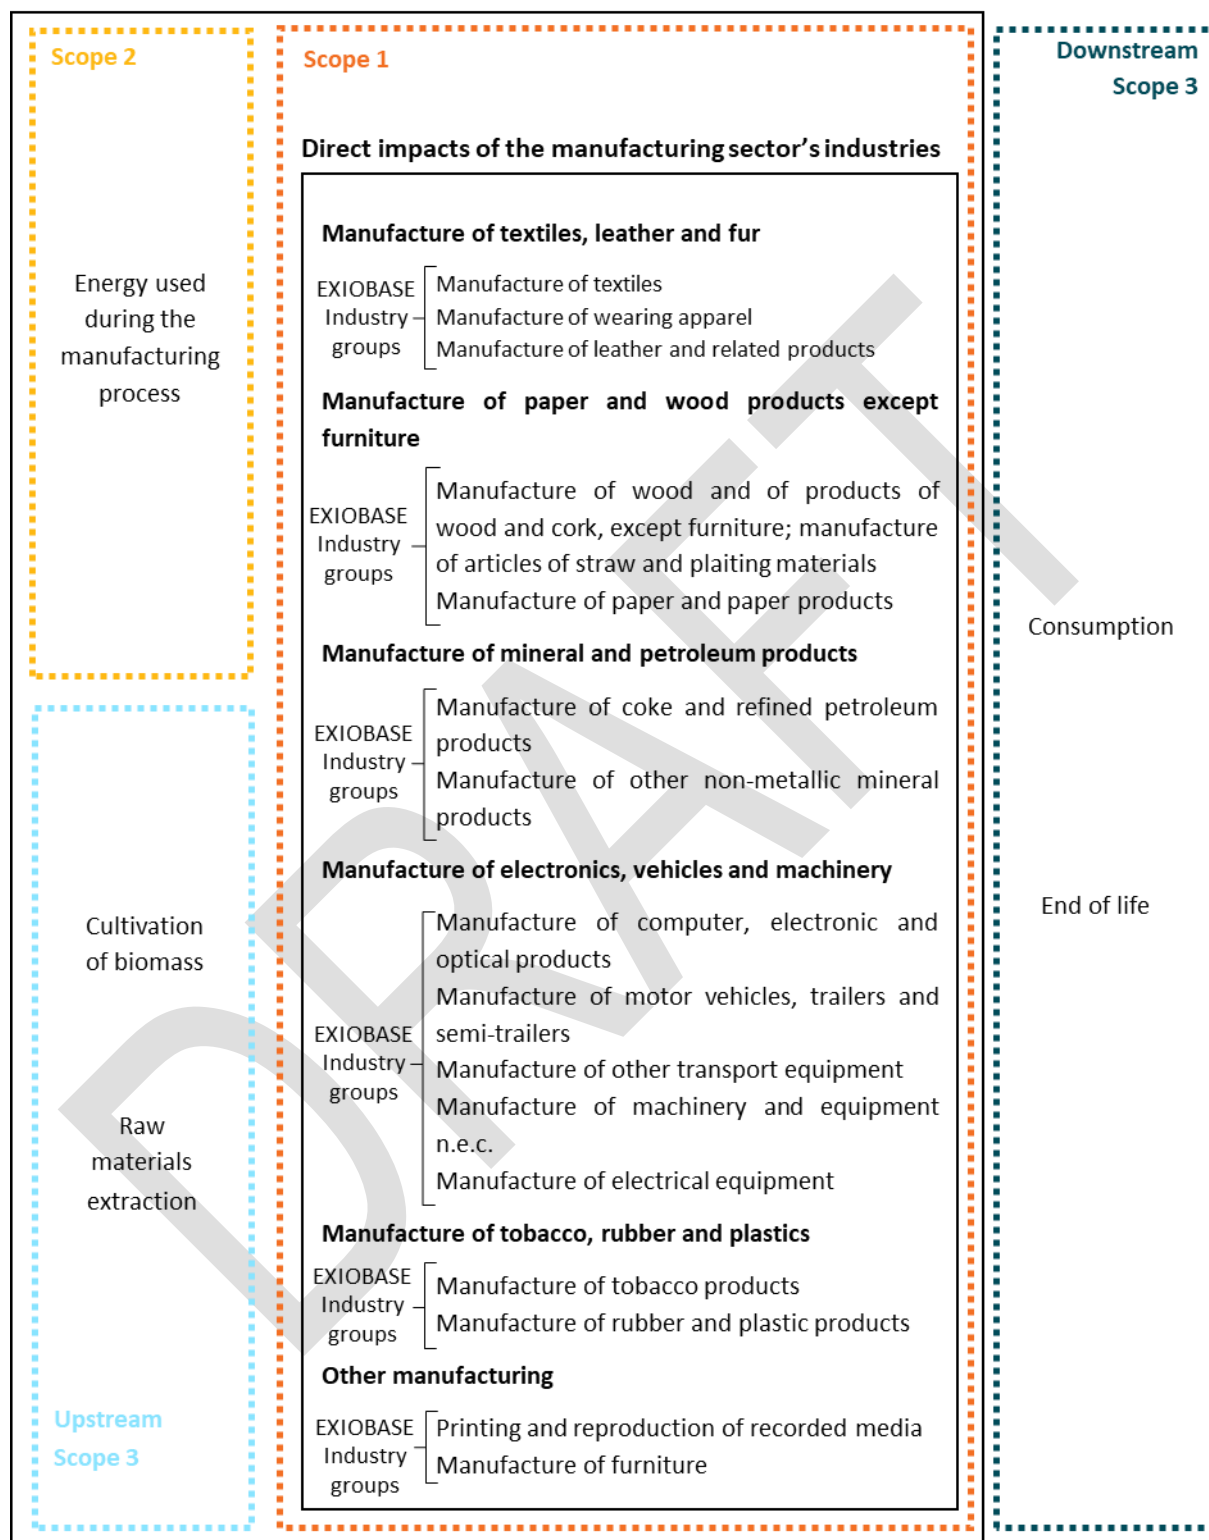 Scope 2
Energy used
during the
manufacturing
process
Cultivation
of biomass
Raw
materials
extraction
Upstream
Scope 3
Scope 1
Direct impacts of the manufacturing sector's industries
Manufacture of textiles, leather and fur
EXIOBASE
Industry
groups
Manufacture of textiles
Manufacture of wearing apparel
Manufacture of leather and related products
Manufacture of paper and wood products except
furniture
EXIOBASE
Industry
groups
Manufacture of wood and of products of
wood and cork, except furniture; manufacture
of articles of straw and plaiting materials
Manufacture of paper and paper products
Manufacture of mineral and petroleum products
EXIOBASE
Industry
groups
Manufacture of coke and refined petroleum
products
Manufacture of other non-metallic mineral
products
Manufacture of electronics, vehicles and machinery
EXIOBASE
Industry
groups
Manufacture of computer, electronic and
optical products
Manufacture of motor vehicles, trailers and
semi-trailers
Manufacture of other transport equipment
Manufacture of machinery and equipment
n.e.c.
Manufacture of electrical equipment
Manufacture of tobacco, rubber and plastics
EXIOBASE
Industry
groups
Manufacture of tobacco products
Manufacture of rubber and plastic products
Other manufacturing
EXIOBASE
Industry
groups
Printing and reproduction of recorded media
Manufacture of furniture
Downstream
Scope 3
Consumption
End of life
DRAFT